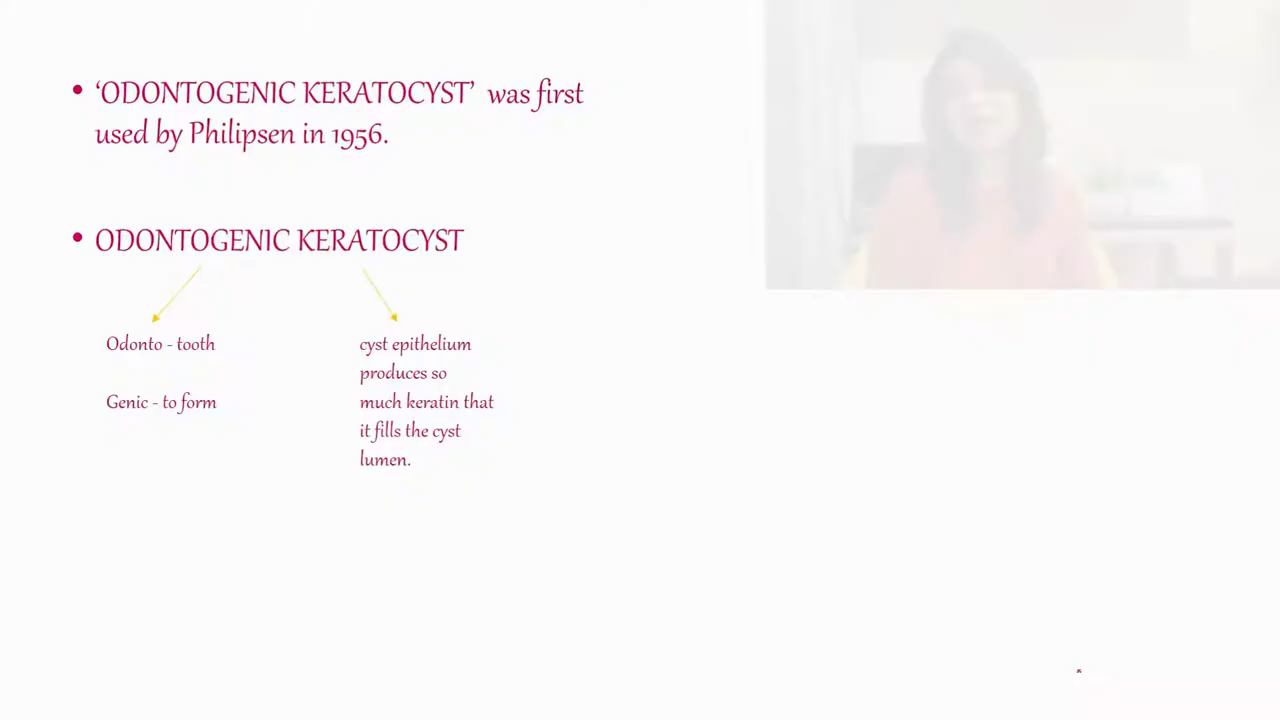 • ‘ODONTOGENIC KERATOCYST’ was first
used by Philipsen in 1956.
• ODONTOGENIC KERATOCYST
Odonto - tooth
Genic - to form
cyst epithelium
produces so
much keratin that
it fills the cyst
lumen.